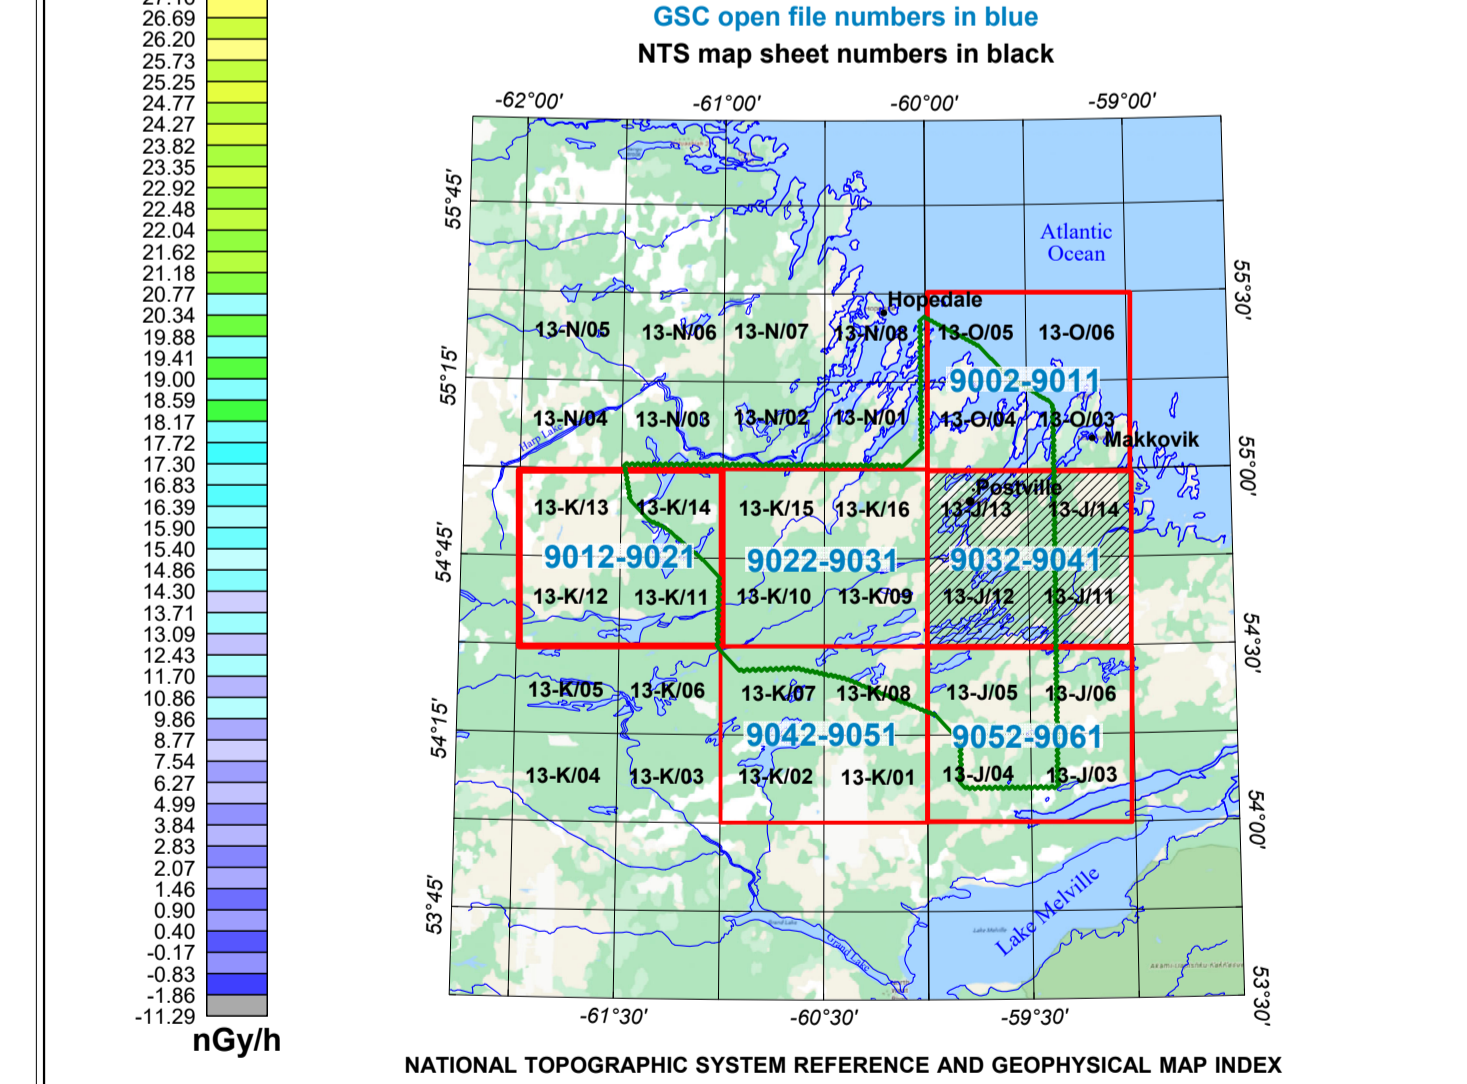 27.16
26.69
26.20
25.73
25.25
24.77
24.27
23.82
23.35
22.92
22.48
22.04
21.62
21.18
20.77
20.34
19.88
19.41
19.00
18.59
18.17
17.72
17.30
16.83
16.39
15.90
15.40
14.86
14.30
13.71
13.09
12.43
11.70
10.86
9.86
8.77
7.54
6.27
4.99
3.84
2.83
2.07
1.46
0.90
0.40
-0.17
-0.83
-1.86
-11.29
nGy/h
GSC open file numbers in blue
NTS map sheet numbers in black
-62°00' -61°00' -60°00' -59°00'
55°45'
Atlantic
Ocean
55°30'
Hopedale
13-N/05 13-N/06 13-N/07 13-N/08 13-O/05 13-O/06
55°15'
9002-9011
13-N/04 13-N/03 13-N/02 13-N/01 13-O/04 13-O/03
Harp Lake
Makkovik
55°00'
Postville
13-K/13 13-K/14 13-K/15 13-K/16 13-J/13 13-J/14
54°45'
9012-9021 9022-9031 9032-9041
13-K/12 13-K/11 13-K/10 13-K/09 13-J/12 13-J/11
54°30'
13-K/05 13-K/06 13-K/07 13-K/08 13-J/05 13-J/06
54°15'
9042-9051 9052-9061
13-K/04 13-K/03 13-K/02 13-K/01 13-J/04 13-J/03
54°00'
53°45'
Lake Melville
Lake Melville
Grand Lake
Grand Lake
53°30'
-61°30' -60°30' -59°30'
NATIONAL TOPOGRAPHIC SYSTEM REFERENCE AND GEOPHYSICAL MAP INDEX